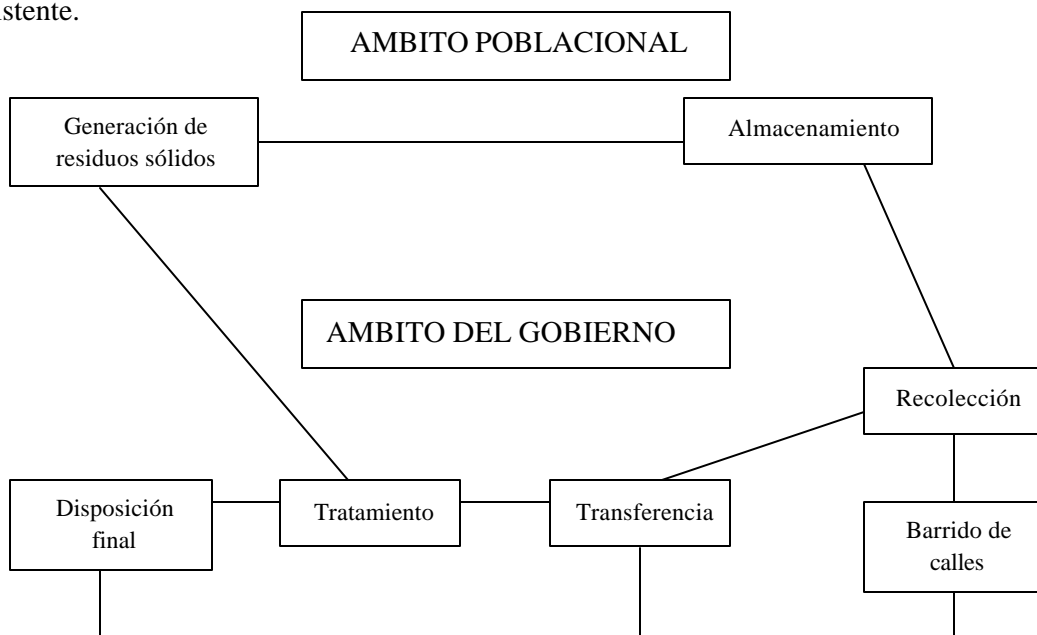 istente.
AMBITO POBLACIONAL
Generación de
residuos sólidos
Almacenamiento
AMBITO DEL GOBIERNO
Recolección
Disposición
final
Tratamiento
Transferencia
Barrido de
calles